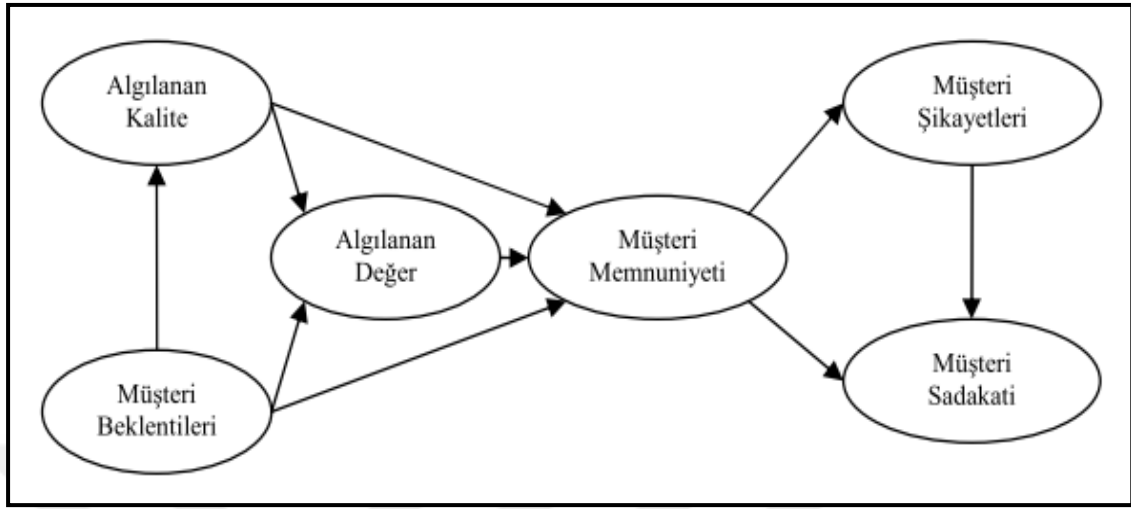 Algılanan
Kalite
Müşteri
Şikayetleri
Algılanan
Değer
Müşteri
Memnuniyeti
Müşteri
Beklentileri
Müşteri
Sadakati